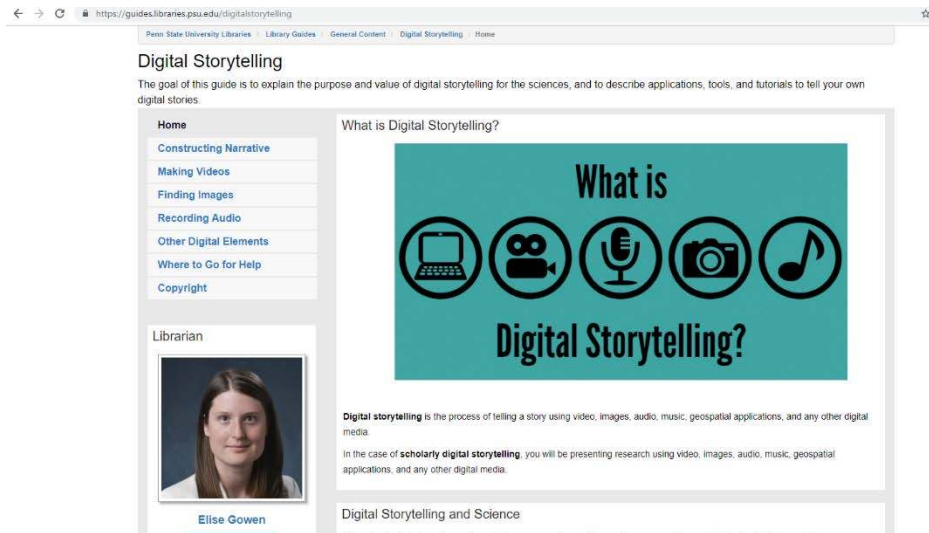 https://guides.libraries.psu.edu/digitalstorytelling
Penn State University Libraries / Library Guides / General Content / Digital Storytelling / Home
Digital Storytelling
The goal of this guide is to explain the purpose and value of digital storytelling for the sciences, and to describe applications, tools, and tutorials to tell your own
digital stories.
Home
Constructing Narrative
Making Videos
Finding Images
Recording Audio
Other Digital Elements
Where to Go for Help
Copyright
Librarian
Elise Gowen
What is Digital Storytelling?
What is
Digital Storytelling?
Digital storytelling is the process of telling a story using video, images, audio, music, geospatial applications, and any other digital
media.
In the case of scholarly digital storytelling, you will be presenting research using video, images, audio, music, geospatial
applications, and any other digital media.
Digital Storytelling and Science